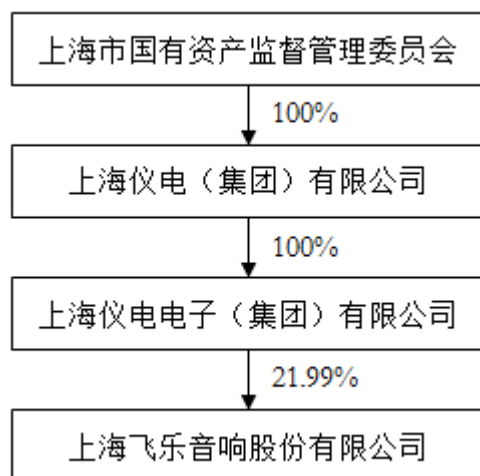 上海市国有资产监督管理委员会
100%
上海仪电（集团）有限公司
100%
上海仪电电子（集团）有限公司
21.99%
上海飞乐音响股份有限公司